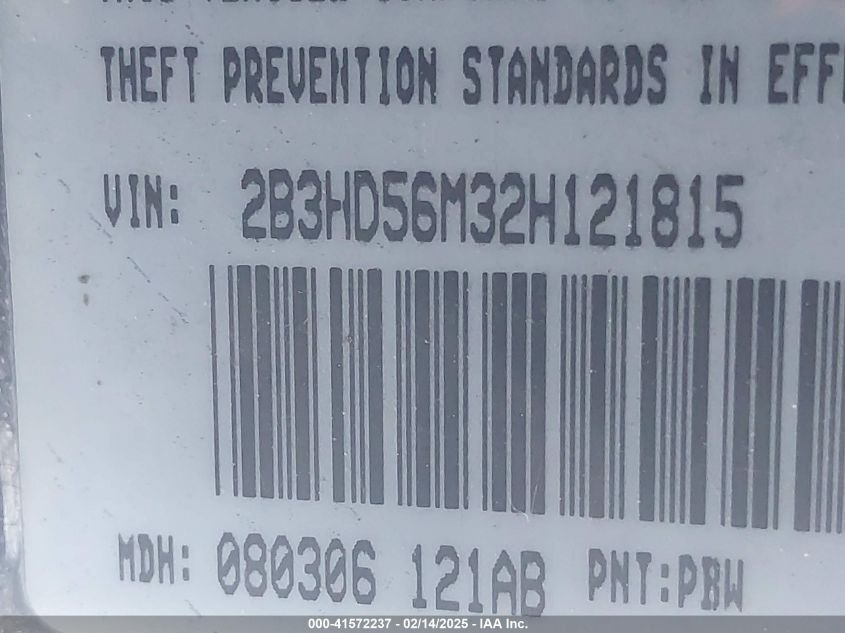 THEFT PREVENTION STANDARDS IN EFF
VIN: 2B3HD56M32H121815
MDH: 080306 121AB PNT:PBW
000-41572237 - 02/14/2025 - IAA Inc.